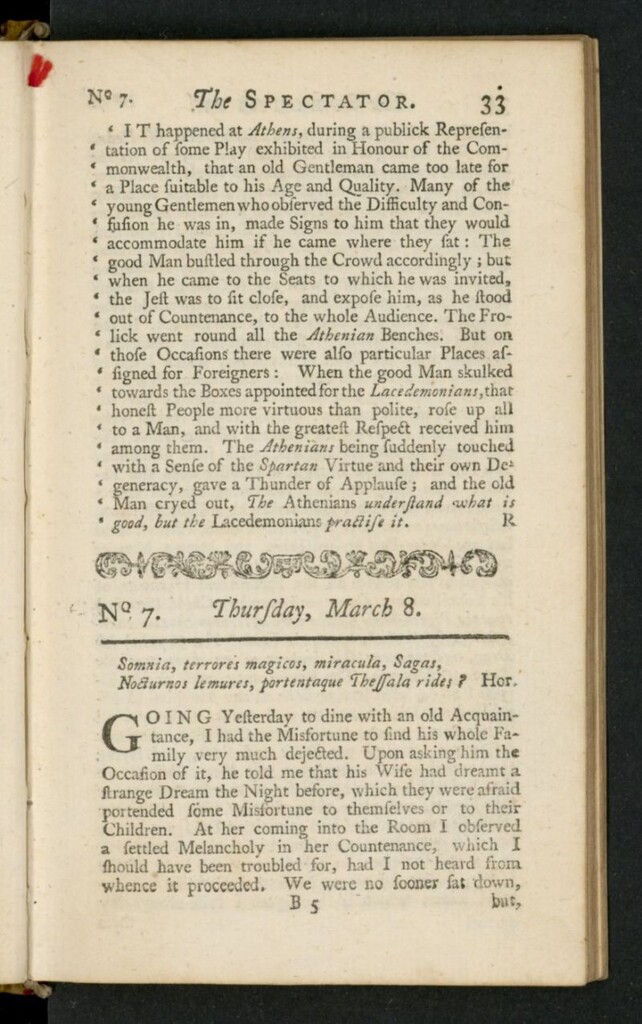 Nº 7. The SPECTATOR. 33
‘ IT happened at Athens, during a publick Repreſen-
‘ tation of ſome Play exhibited in Honour of the Com-
‘ monwealth, that an old Gentleman came too late for
‘ a Place ſuitable to his Age and Quality. Many of the
‘ young Gentlemen who obſerved the Difficulty and Con-
‘ fuſion he was in, made Signs to him that they would
‘ accommodate him if he came where they ſat: The
‘ good Man buſtled through the Crowd accordingly; but
‘ when he came to the Seats to which he was invited,
‘ the Jeſt was to ſit cloſe, and expoſe him, as he ſtood
‘ out of Countenance, to the whole Audience. The Fro-
‘ lick went round all the Athenian Benches. But on
‘ thoſe Occaſions there were alſo particular Places aſ-
‘ ſigned for Foreigners: When the good Man skulked
‘ towards the Boxes appointed for the Lacedemonians, that
‘ honeſt People more virtuous than polite, roſe up all
‘ to a Man, and with the greateſt Reſpect received him
‘ among them. The Athenians being ſuddenly touched
‘ with a Senſe of the Spartan Virtue and their own De-
‘ generacy, gave a Thunder of Applauſe; and the old
‘ Man cryed out, The Athenians underſtand what is
‘ good, but the Lacedemonians practiſe it. R
Nº 7. Thurſday, March 8.
Somnia, terrores magicos, miracula, Sagas,
Nocturnos lemures, portentaque Theſſala rides? Hor.
GOING Yeſterday to dine with an old Acquain-
tance, I had the Misfortune to find his whole Fa-
mily very much dejected. Upon asking him the
Occaſion of it, he told me that his Wife had dreamt a
ſtrange Dream the Night before, which they were afraid
portended ſome Misfortune to themſelves or to their
Children. At her coming into the Room I obſerved
a ſettled Melancholy in her Countenance, which I
ſhould have been troubled for, had I not heard from
whence it proceeded. We were no ſooner ſat down,
B 5 but,